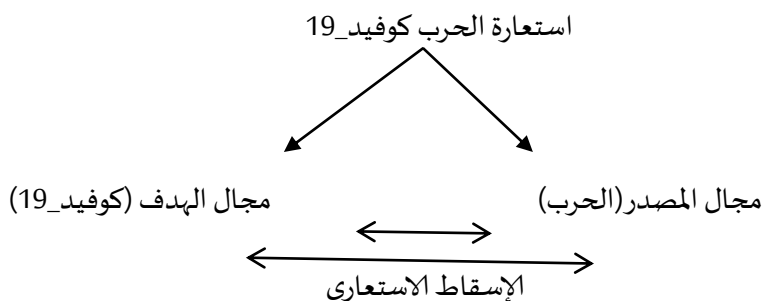 استعارة الحرب كوفيد_19
مجال المصدر(الحرب)
مجال الهدف (كوفيد_19)
الإسقاط الاستعاري